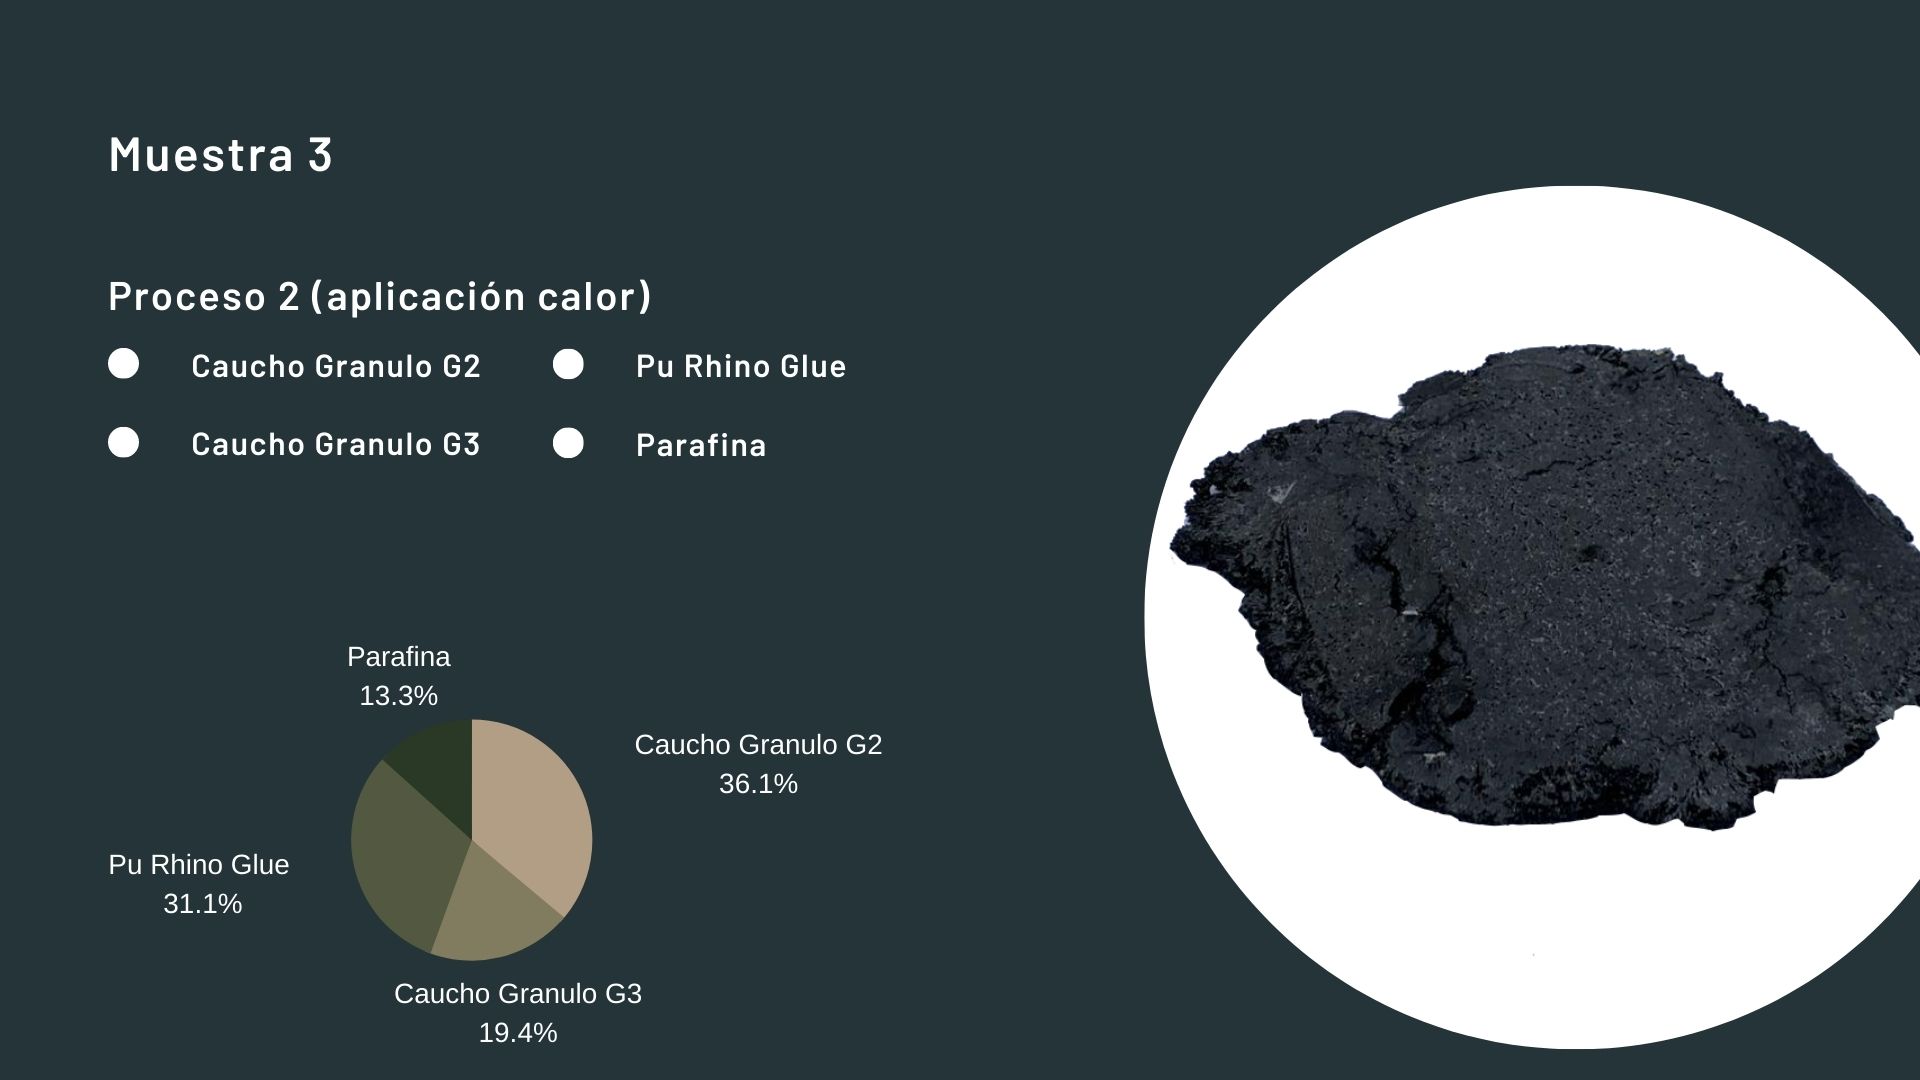 Muestra 3
Proceso 2 (aplicación calor)
Caucho Granulo G2
Pu Rhino Glue
Caucho Granulo G3
Parafina
Parafina
13.3%
Caucho Granulo G2
36.1%
Pu Rhino Glue
31.1%
Caucho Granulo G3
19.4%